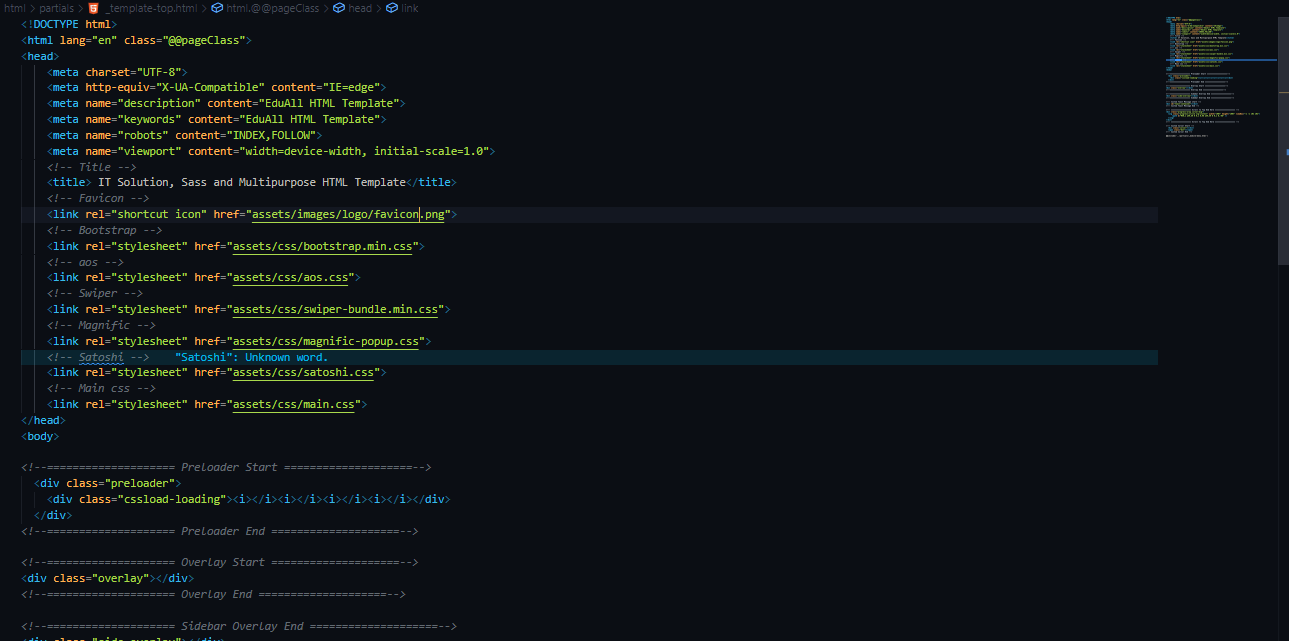 html > partials > _template-top.html > html.@@pageClass > head > link
<!DOCTYPE html>
<html lang="en" class="@@pageClass">
<head>
<meta charset="UTF-8">
<meta http-equiv="X-UA-Compatible" content="IE=edge">
<meta name="description" content="EduAll HTML Template">
<meta name="keywords" content="EduAll HTML Template">
<meta name="robots" content="INDEX,FOLLOW">
<meta name="viewport" content="width=device-width, initial-scale=1.0">
<!-- Title -->
<title> IT Solution, Sass and Multipurpose HTML Template</title>
<!-- Favicon -->
<link rel="shortcut icon" href="assets/images/logo/favicon.png">
<!-- Bootstrap -->
<link rel="stylesheet" href="assets/css/bootstrap.min.css">
<!-- aos -->
<link rel="stylesheet" href="assets/css/aos.css">
<!-- Swiper -->
<link rel="stylesheet" href="assets/css/swiper-bundle.min.css">
<!-- Magnific -->
<link rel="stylesheet" href="assets/css/magnific-popup.css">
<!-- Satoshi --> "Satoshi": Unknown word.
<link rel="stylesheet" href="assets/css/satoshi.css">
<!-- Main css -->
<link rel="stylesheet" href="assets/css/main.css">
</head>
<body>
<!--==================== Preloader Start ====================-->
<div class="preloader">
<div class="cssload-loading"><i></i><i></i><i></i><i></i></div>
</div>
<!--==================== Preloader End ====================-->
<!--==================== Overlay Start ====================-->
<div class="overlay"></div>
<!--==================== Overlay End ====================-->
<!--==================== Sidebar Overlay End ====================-->
<div class="side-overlay"></div>